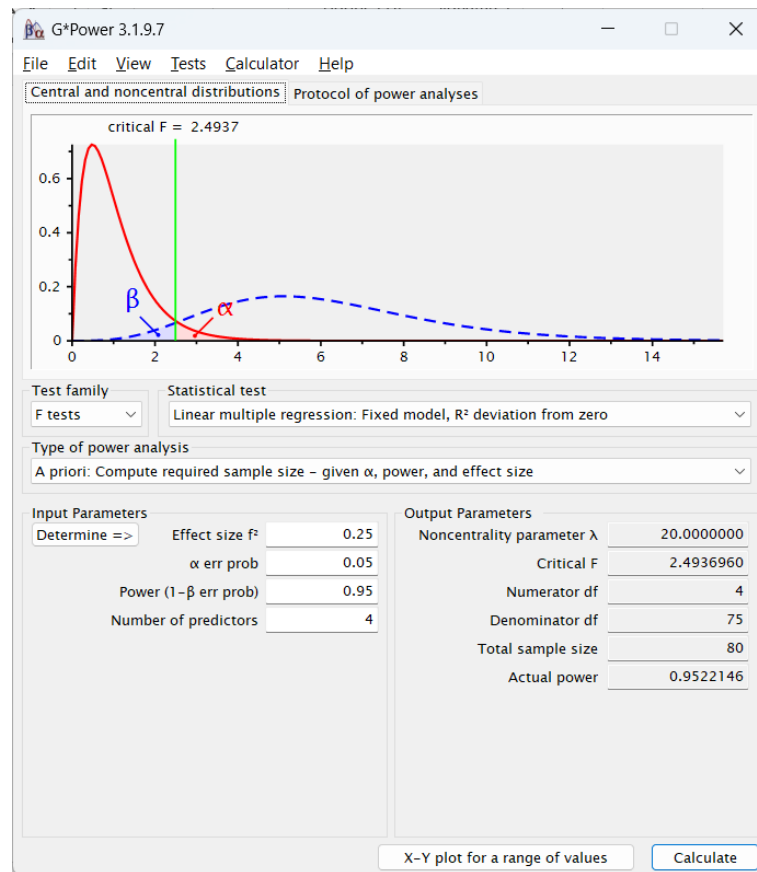 G*Power 3.1.9.7
File Edit View Tests Calculator Help
Central and noncentral distributions Protocol of power analyses
critical F = 2.4937
0.6
0.4
0.2
0
β
α
0 2 4 6 8 10 12 14
Test family Statistical test
F tests Linear multiple regression: Fixed model, R² deviation from zero
Type of power analysis
A priori: Compute required sample size – given α, power, and effect size
Input Parameters Output Parameters
Determine => Effect size f² 0.25 Noncentrality parameter λ 20.0000000
α err prob 0.05 Critical F 2.4936960
Power (1-β err prob) 0.95 Numerator df 4
Number of predictors 4 Denominator df 75
Total sample size 80
Actual power 0.9522146
X-Y plot for a range of values Calculate